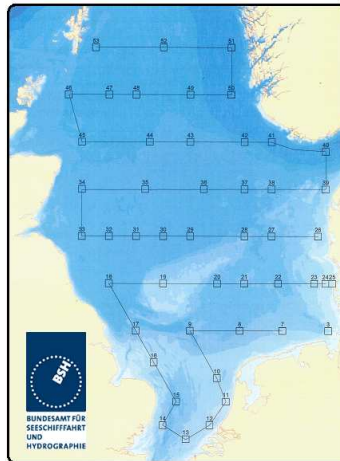 53 52 51
46 47 48 49 50
45 44 43 42 41
40
34 35 36 37 38 39
33 32 31 30 29 28 27 26
18 19 20 21 22 23 24 25
17 9 8 7 3
16
10
15 11
14 12
13
BSH
BUNDESAMT FÜR
SEESCHIFFFAHRT
UND
HYDROGRAPHIE